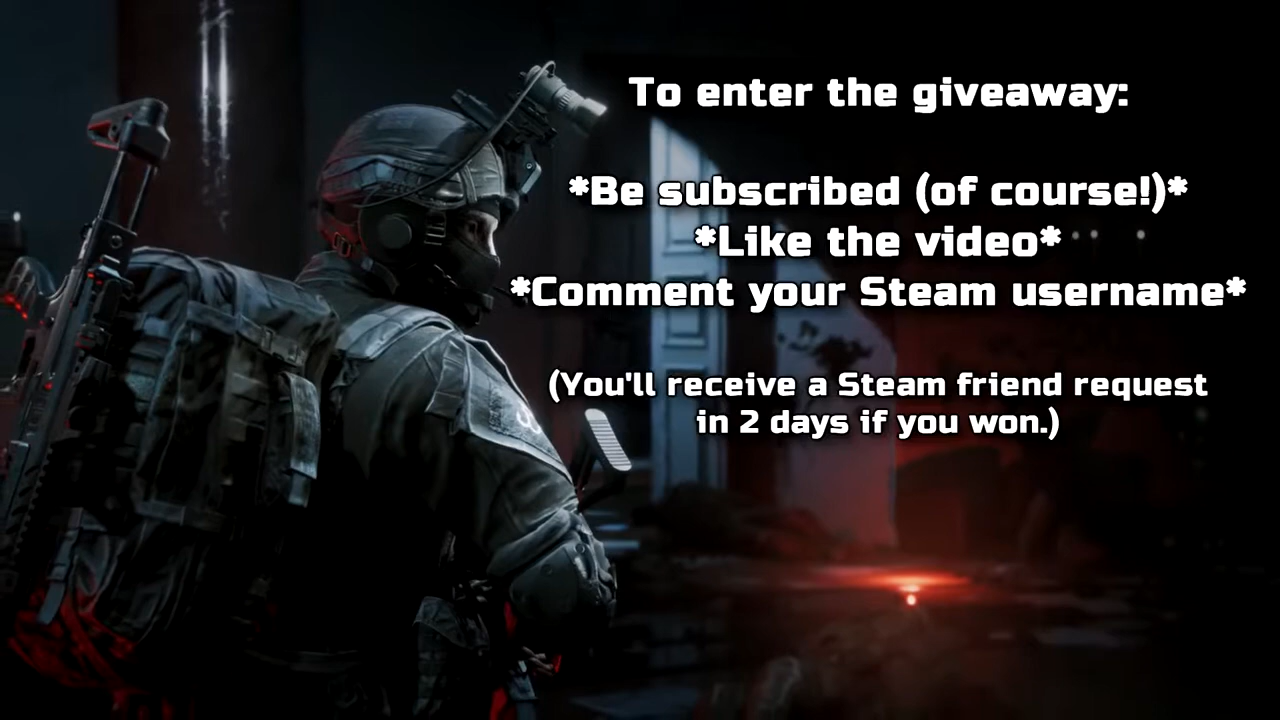 To enter the giveaway:
*Be subscribed (of course!)*
*Like the video*
*Comment your Steam username*
(You'll receive a Steam friend request
in 2 days if you won.)